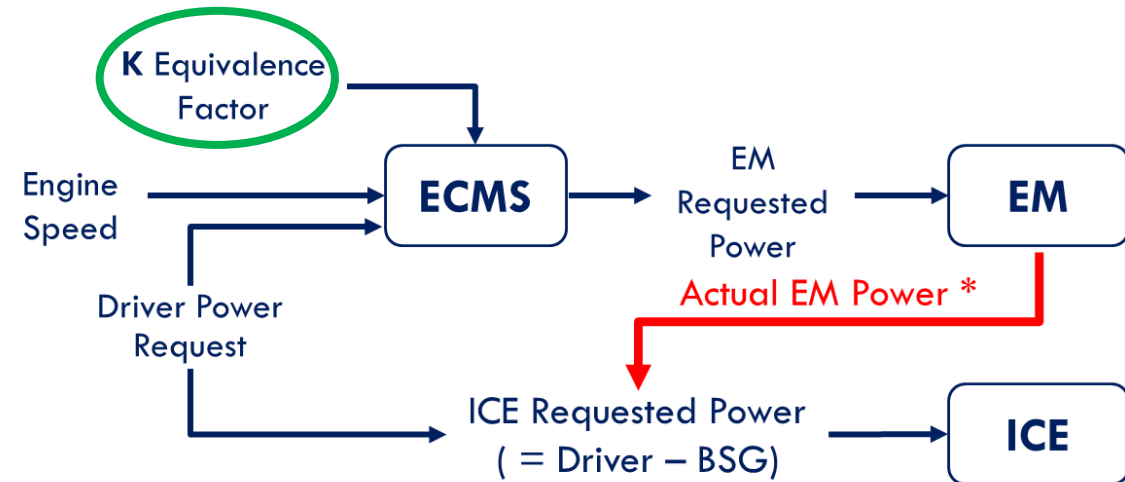 K Equivalence
Factor
Engine
Speed
ECMS
EM
Requested
Power
EM
Actual EM Power *
Driver Power
Request
ICE Requested Power
( = Driver – BSG)
ICE